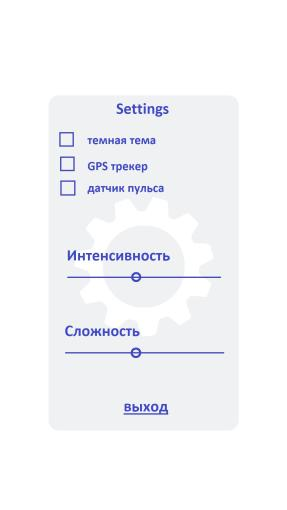 Settings
темная тема
GPS трекер
датчик пульса
Интенсивность
Сложность
выход